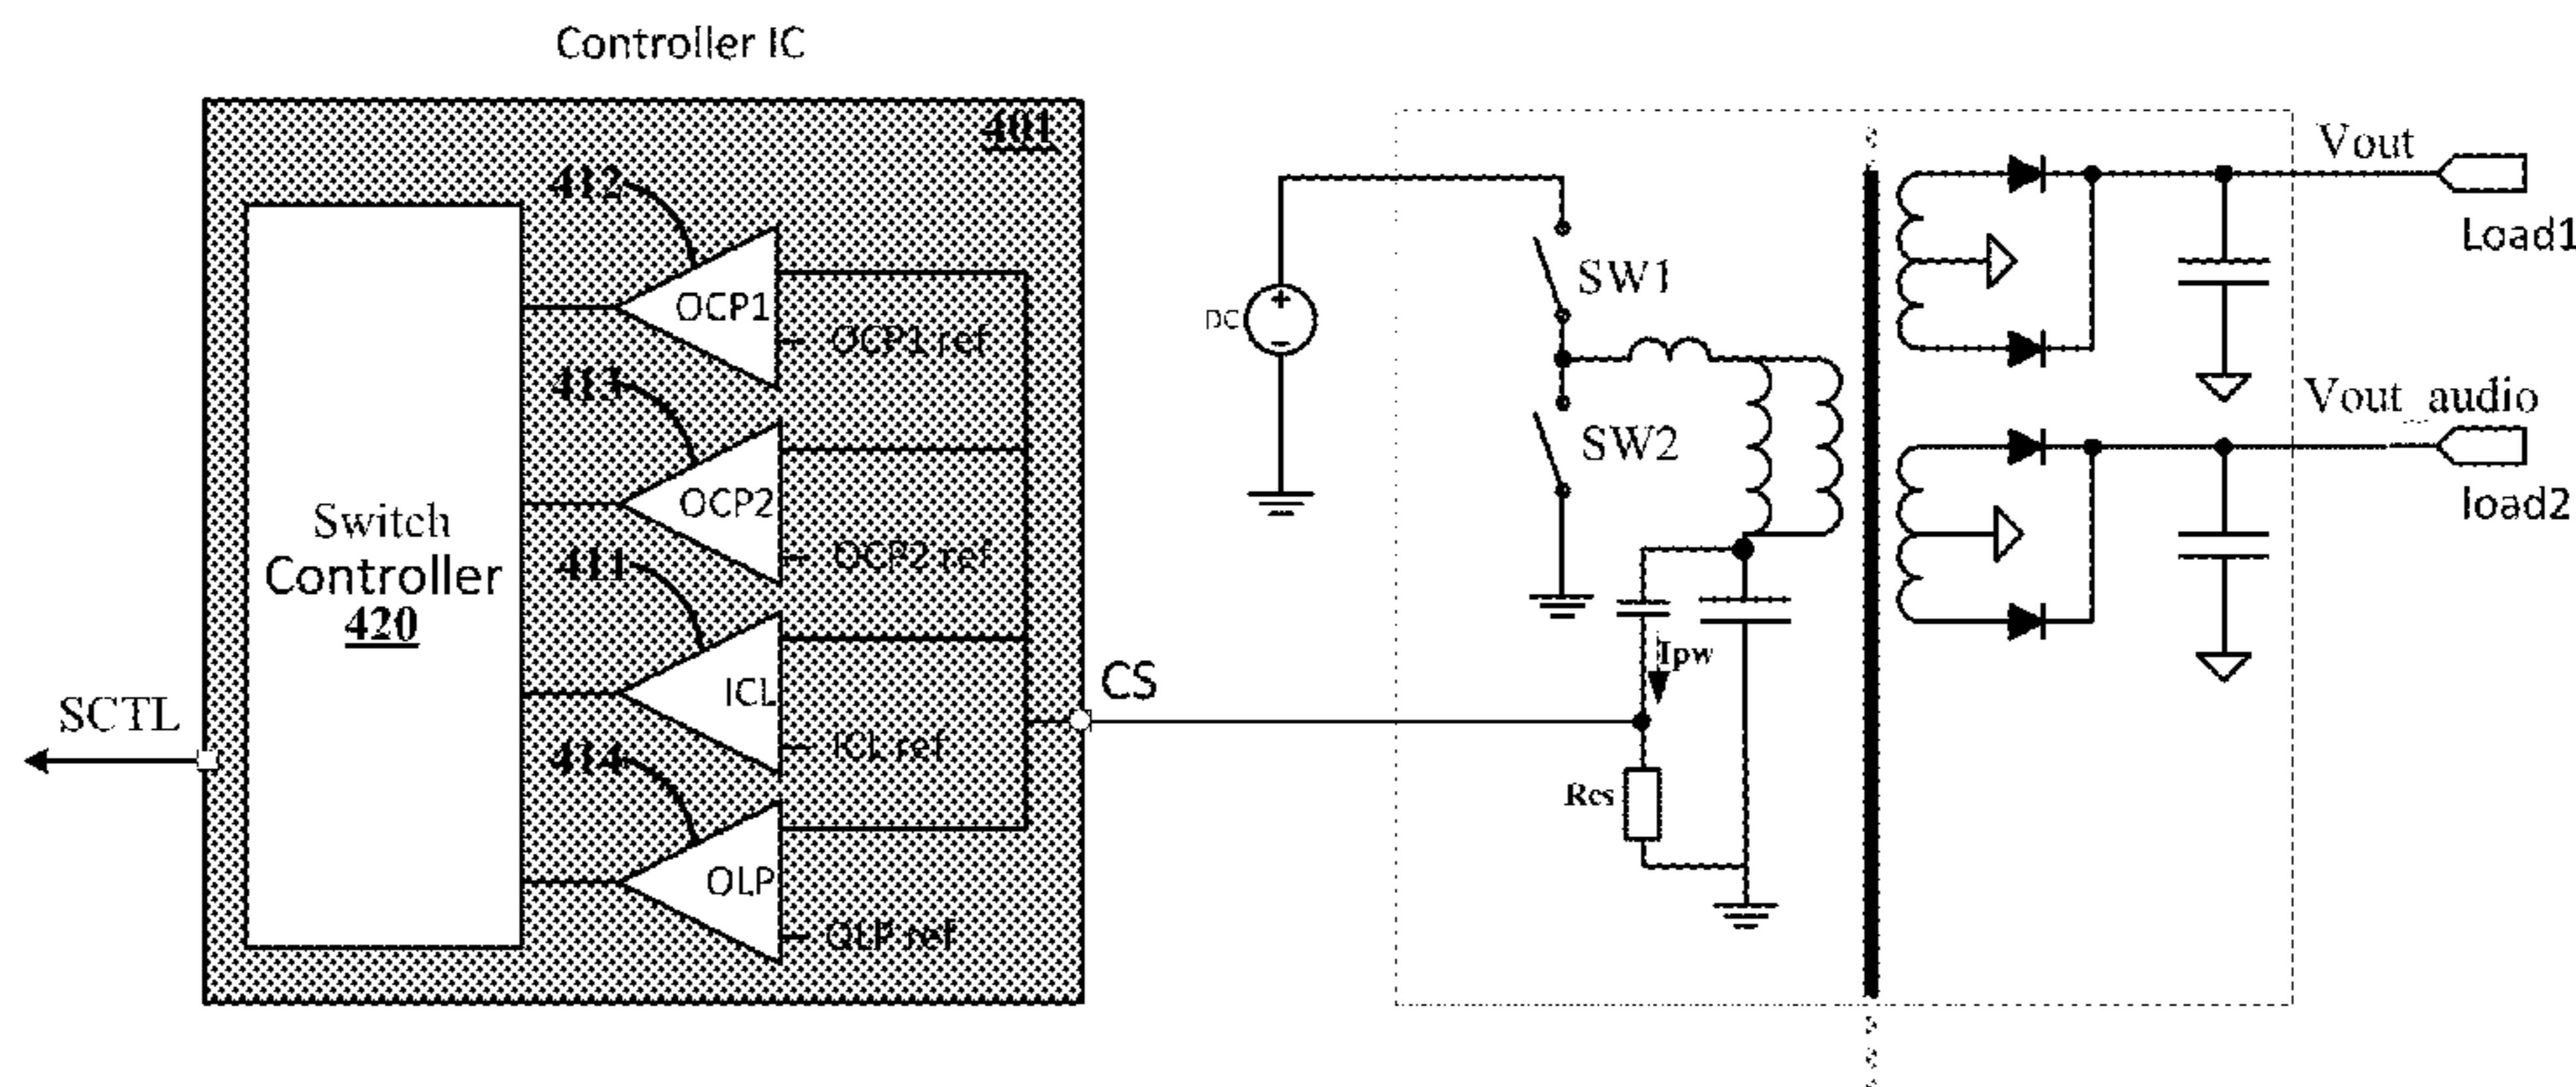 Controller IC
401
412
OCP1
OCP1 ref
413
OCP2
OCP2 ref
Switch
Controller
420
411
ICL
ICL ref
414
OLP
OLP ref
SCTL
CS
DC
+
−
SW1
SW2
Ipw
Rcs
Vout
Load1
Vout_audio
load2